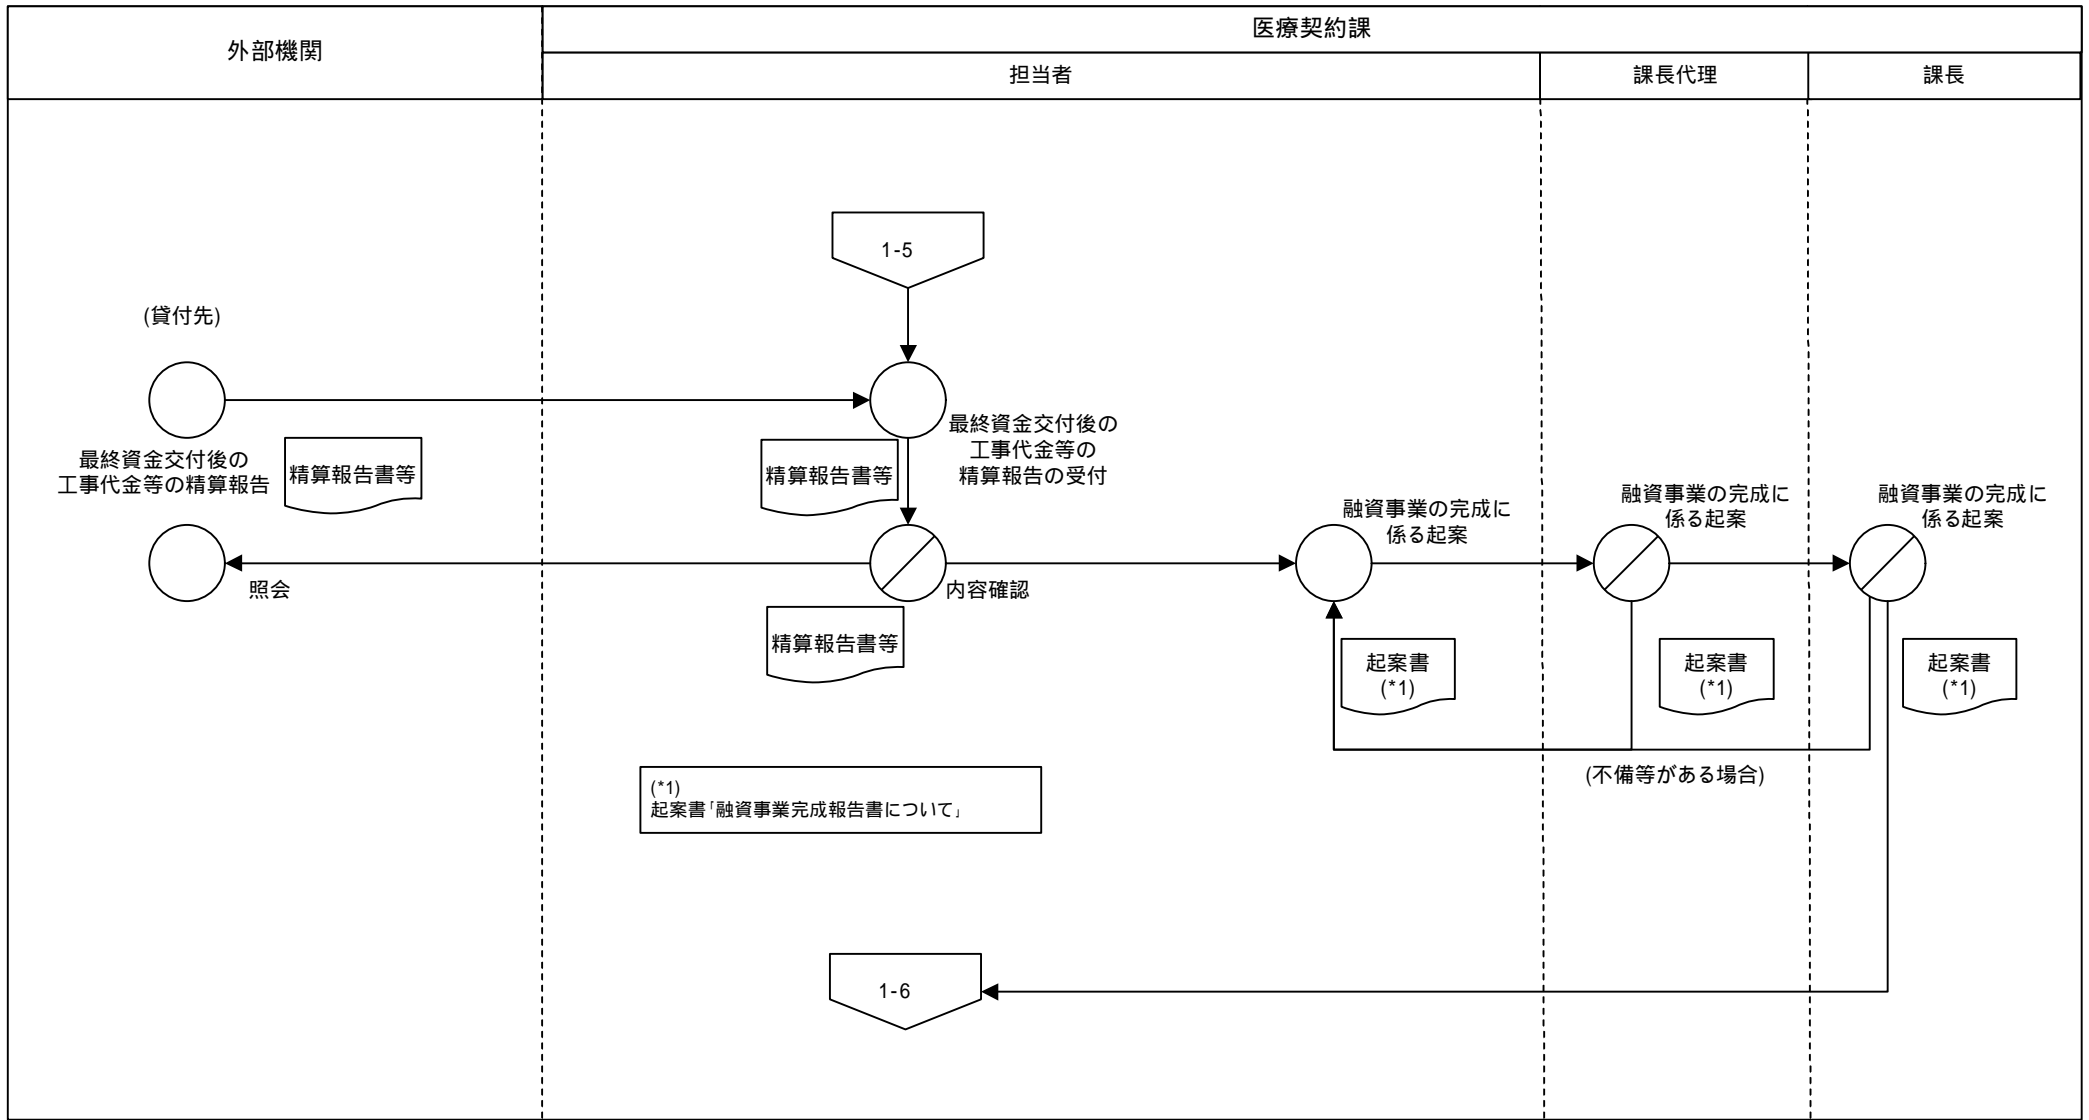 外部機関
医療契約課
担当者
課長代理
課長
1-5
(貸付先)
最終資金交付後の
工事代金等の精算報告
精算報告書等
精算報告書等
最終資金交付後の
工事代金等の
精算報告の受付
融資事業の完成に
係る起案
融資事業の完成に
係る起案
融資事業の完成に
係る起案
照会
内容確認
精算報告書等
起案書
(*1)
起案書
(*1)
起案書
(*1)
(不備等がある場合)
(*1)
起案書「融資事業完成報告書について」
1-6